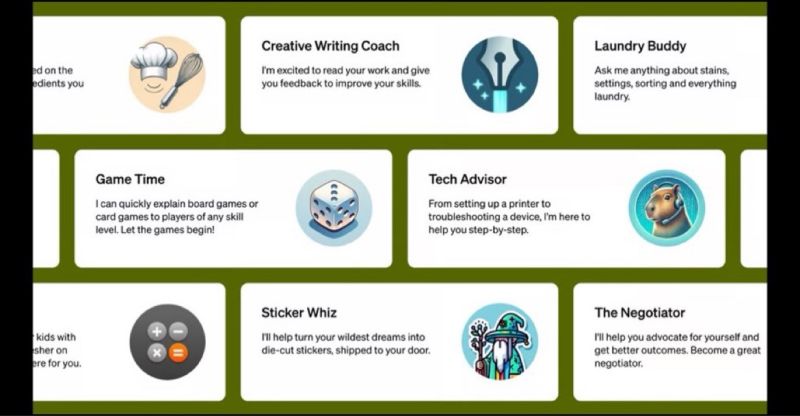 ed on the
edients you
Creative Writing Coach
I'm excited to read your work and give
you feedback to improve your skills.
Laundry Buddy
Ask me anything about stains,
settings, sorting and everything
laundry.
Game Time
I can quickly explain board games or
card games to players of any skill
level. Let the games begin!
Tech Advisor
From setting up a printer to
troubleshooting a device, I'm here to
help you step-by-step.
kids with
esher on
ere for you.
Sticker Whiz
I'll help turn your wildest dreams into
die-cut stickers, shipped to your door.
The Negotiator
I'll help you advocate for yourself and
get better outcomes. Become a great
negotiator.